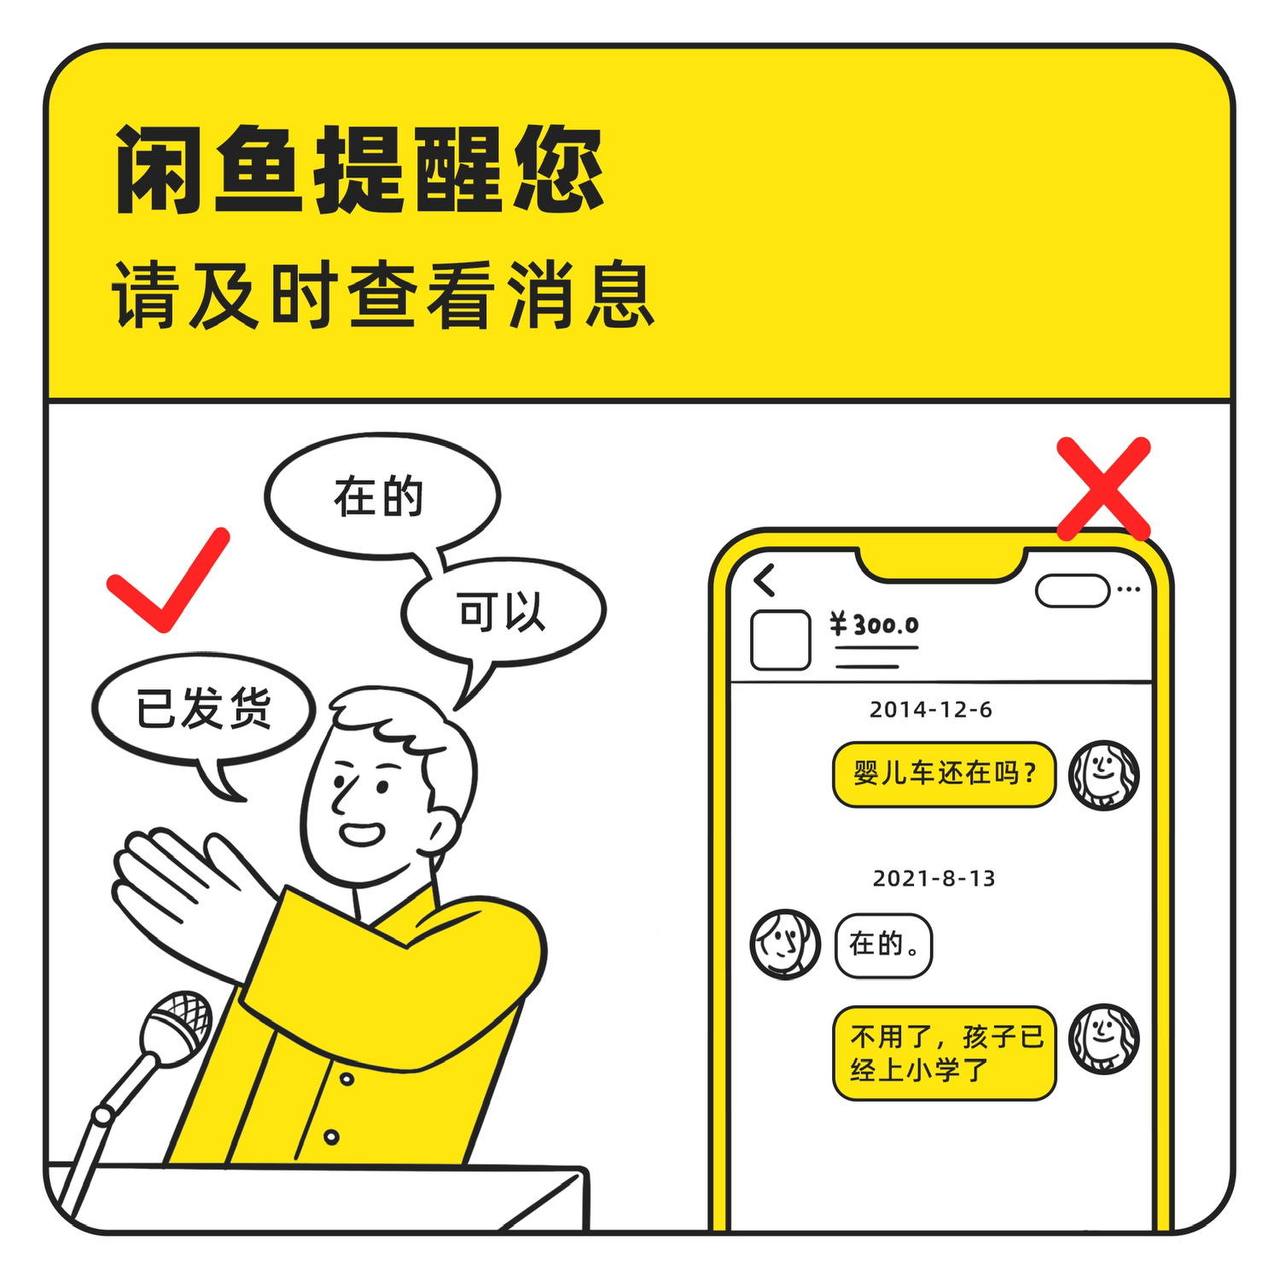 闲鱼提醒您
请及时查看消息
在的
可以
已发货
¥300.0
2014-12-6
婴儿车还在吗？
2021-8-13
在的。
不用了，孩子已
经上小学了